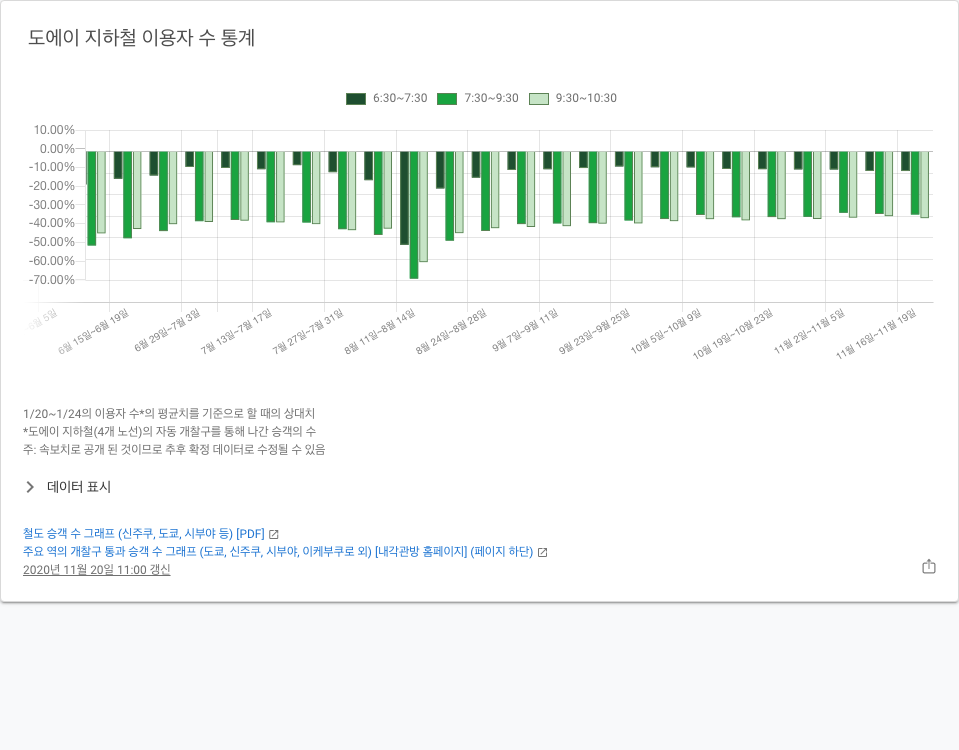 도에이 지하철 이용자 수 통계
6:30~7:30 7:30~9:30 9:30~10:30
10.00%
0.00%
-10.00%
-20.00%
-30.00%
-40.00%
-50.00%
-60.00%
-70.00%
6월 15일~6월 19일
6월 29일~7월 3일
7월 13일~7월 17일
7월 27일~7월 31일
8월 11일~8월 14일
8월 24일~8월 28일
9월 7일~9월 11일
9월 23일~9월 25일
10월 5일~10월 9일
10월 19일~10월 23일
11월 2일~11월 5일
11월 16일~11월 19일
1/20~1/24의 이용자 수*의 평균치를 기준으로 할 때의 상대치
*도에이 지하철(4개 노선)의 자동 개찰구를 통해 나간 승객의 수
주: 속보치로 공개 된 것이므로 추후 확정 데이터로 수정될 수 있음
데이터 표시
철도 승객 수 그래프 (신주쿠, 도쿄, 시부야 등) [PDF]
주요 역의 개찰구 통과 승객 수 그래프 (도쿄, 신주쿠, 시부야, 이케부쿠로 외) [내각관방 홈페이지] (페이지 하단)
2020년 11월 20일 11:00 갱신